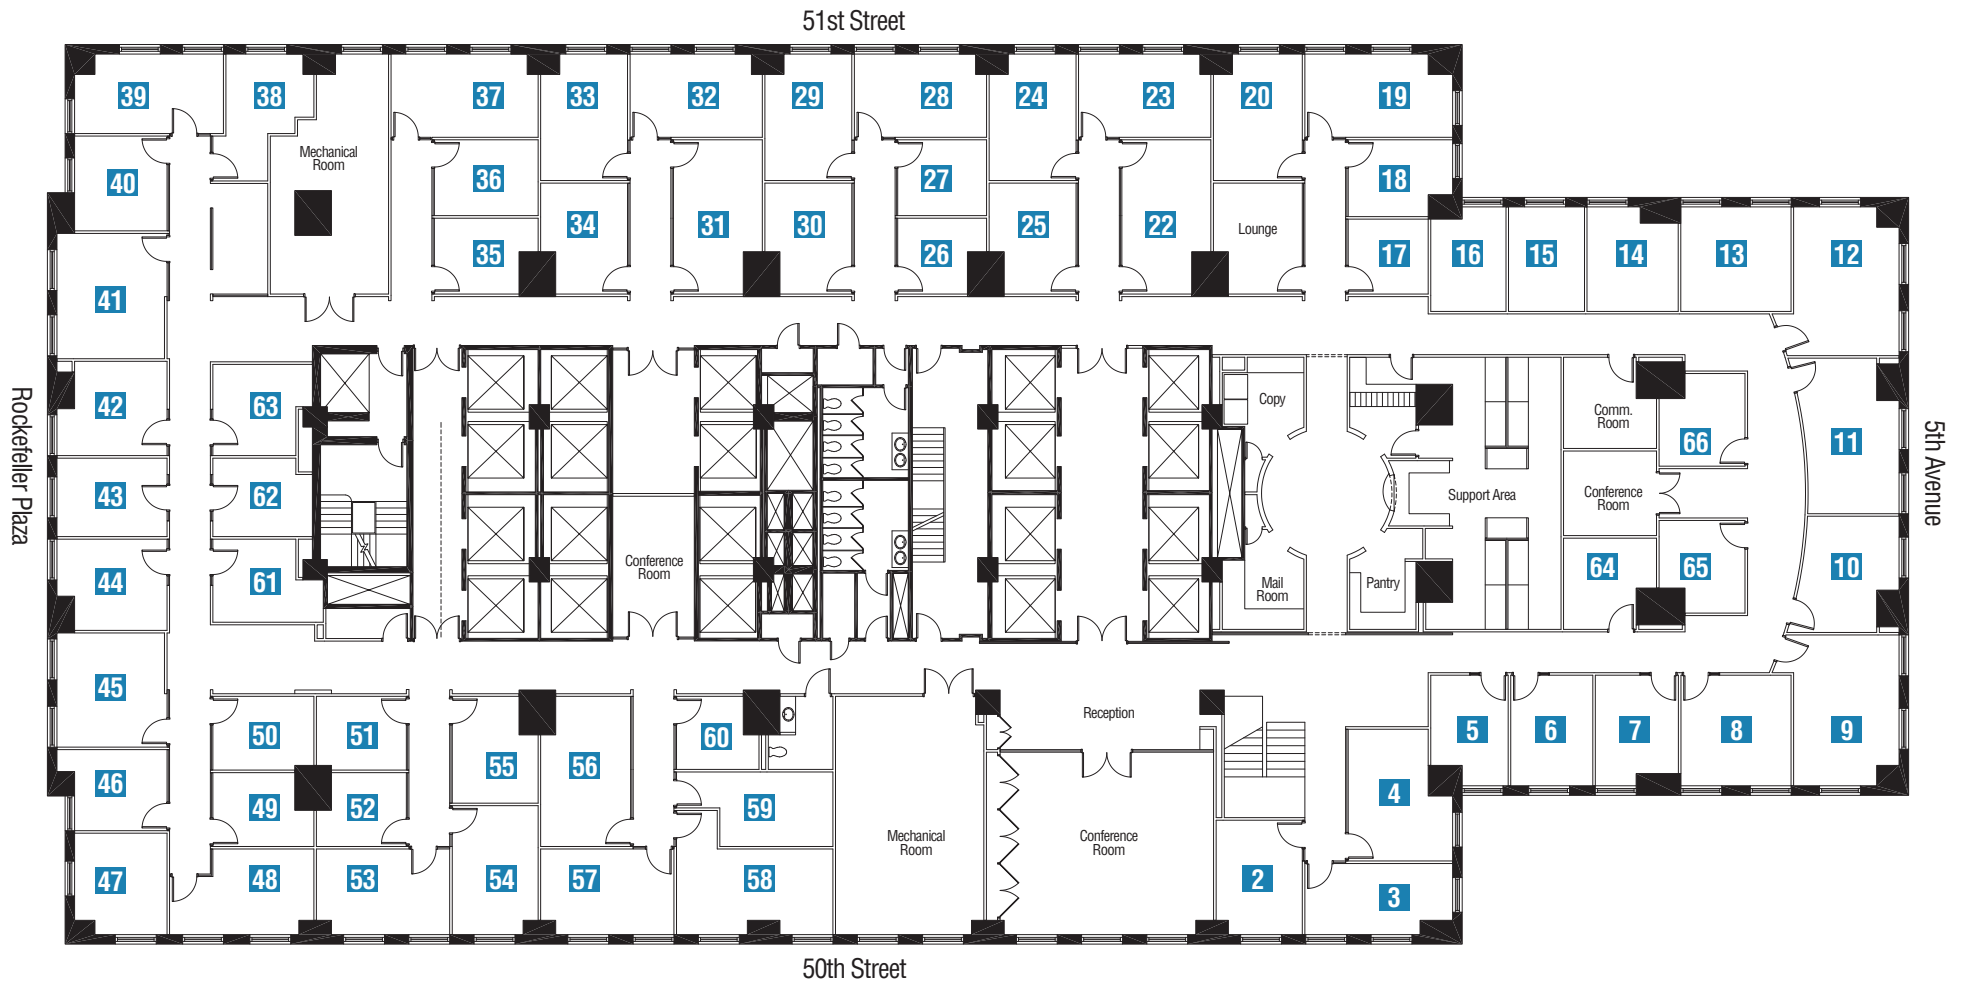 51st Street
39
38
37
33
32
29
28
24
23
20
19
Mechanical
Room
40
36
27
18
41
35
34
31
30
26
25
22
Lounge
17
16
15
14
13
12
Rockefeller Plaza
42
63
Copy
Comm.
Room
66
11
5th Avenue
43
62
Support Area
Conference
Room
44
61
Conference
Room
Mail
Room
Pantry
64
65
10
45
50
51
55
56
60
Reception
5
6
7
8
9
46
49
52
59
4
Mechanical
Room
Conference
Room
47
48
53
54
57
58
2
3
50th Street